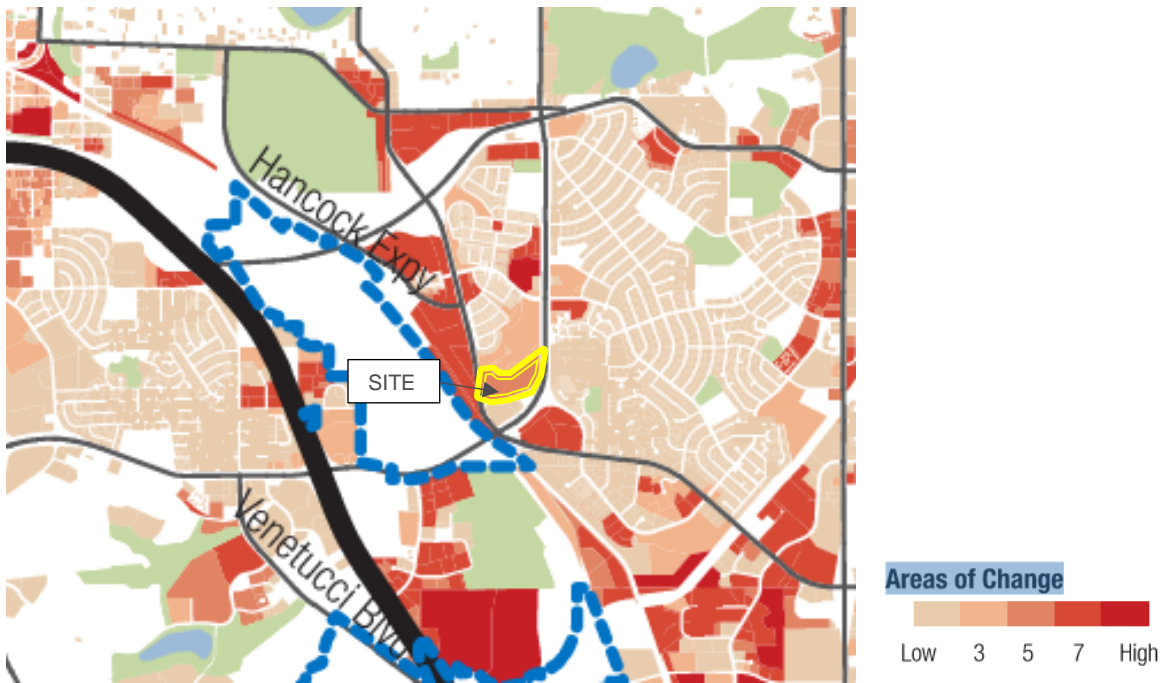 Hancock Expy
SITE
Venetucci Blvd
Areas of Change
Low 3 5 7 High